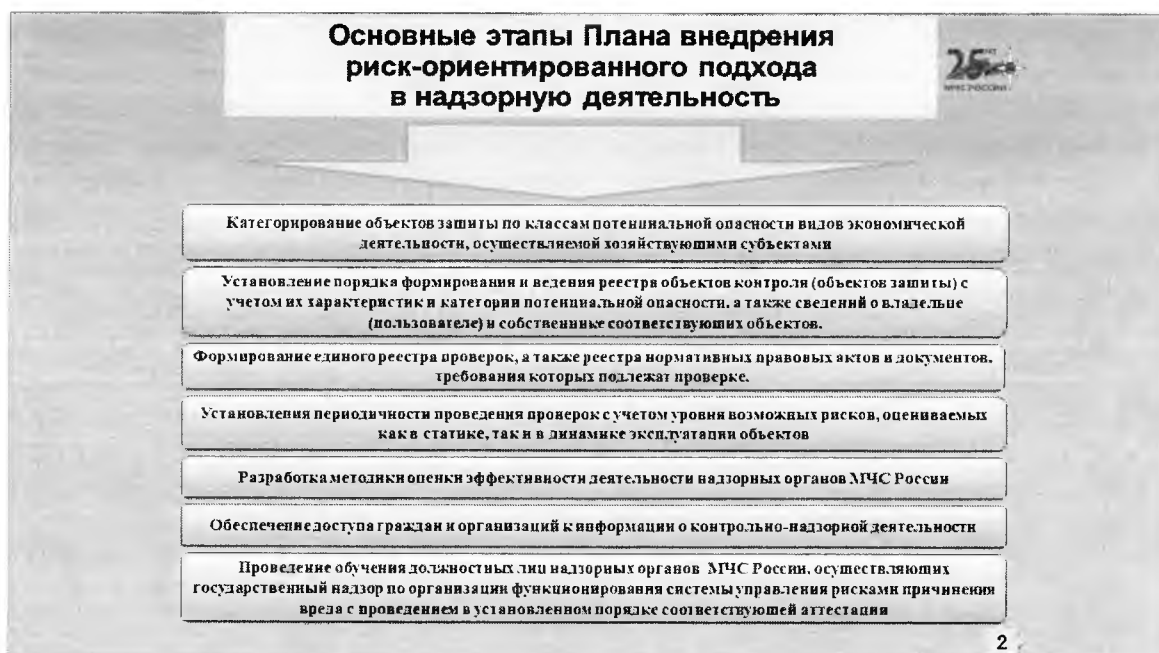 Основные этапы Плана внедрения
риск-ориентированного подхода
в надзорную деятельность
25
МЧС РОССИИ
Категорирование объектов защиты по классам потенциальной опасности видов экономической
деятельности, осуществляемой хозяйствующими субъектами
Установление порядка формирования и ведения реестра объектов контроля (объектов защиты) с
учетом их характеристик и категории потенциальной опасности, а также сведений о владельце
(пользователе) и собственнике соответствующих объектов.
Формирование единого реестра проверок, а также реестра нормативных правовых актов и документов,
требования которых подлежат проверке.
Установления периодичности проведения проверок с учетом уровня возможных рисков, оцениваемых
как в статике, так и в динамике эксплуатации объектов
Разработка методики оценки эффективности деятельности надзорных органов МЧС России
Обеспечение доступа граждан и организаций к информации о контрольно-надзорной деятельности
Проведение обучения должностных лиц надзорных органов МЧС России, осуществляющих
государственный надзор по организации функционирования системы управления рисками причинения
вреда с проведением в установленном порядке соответствующей аттестации
2